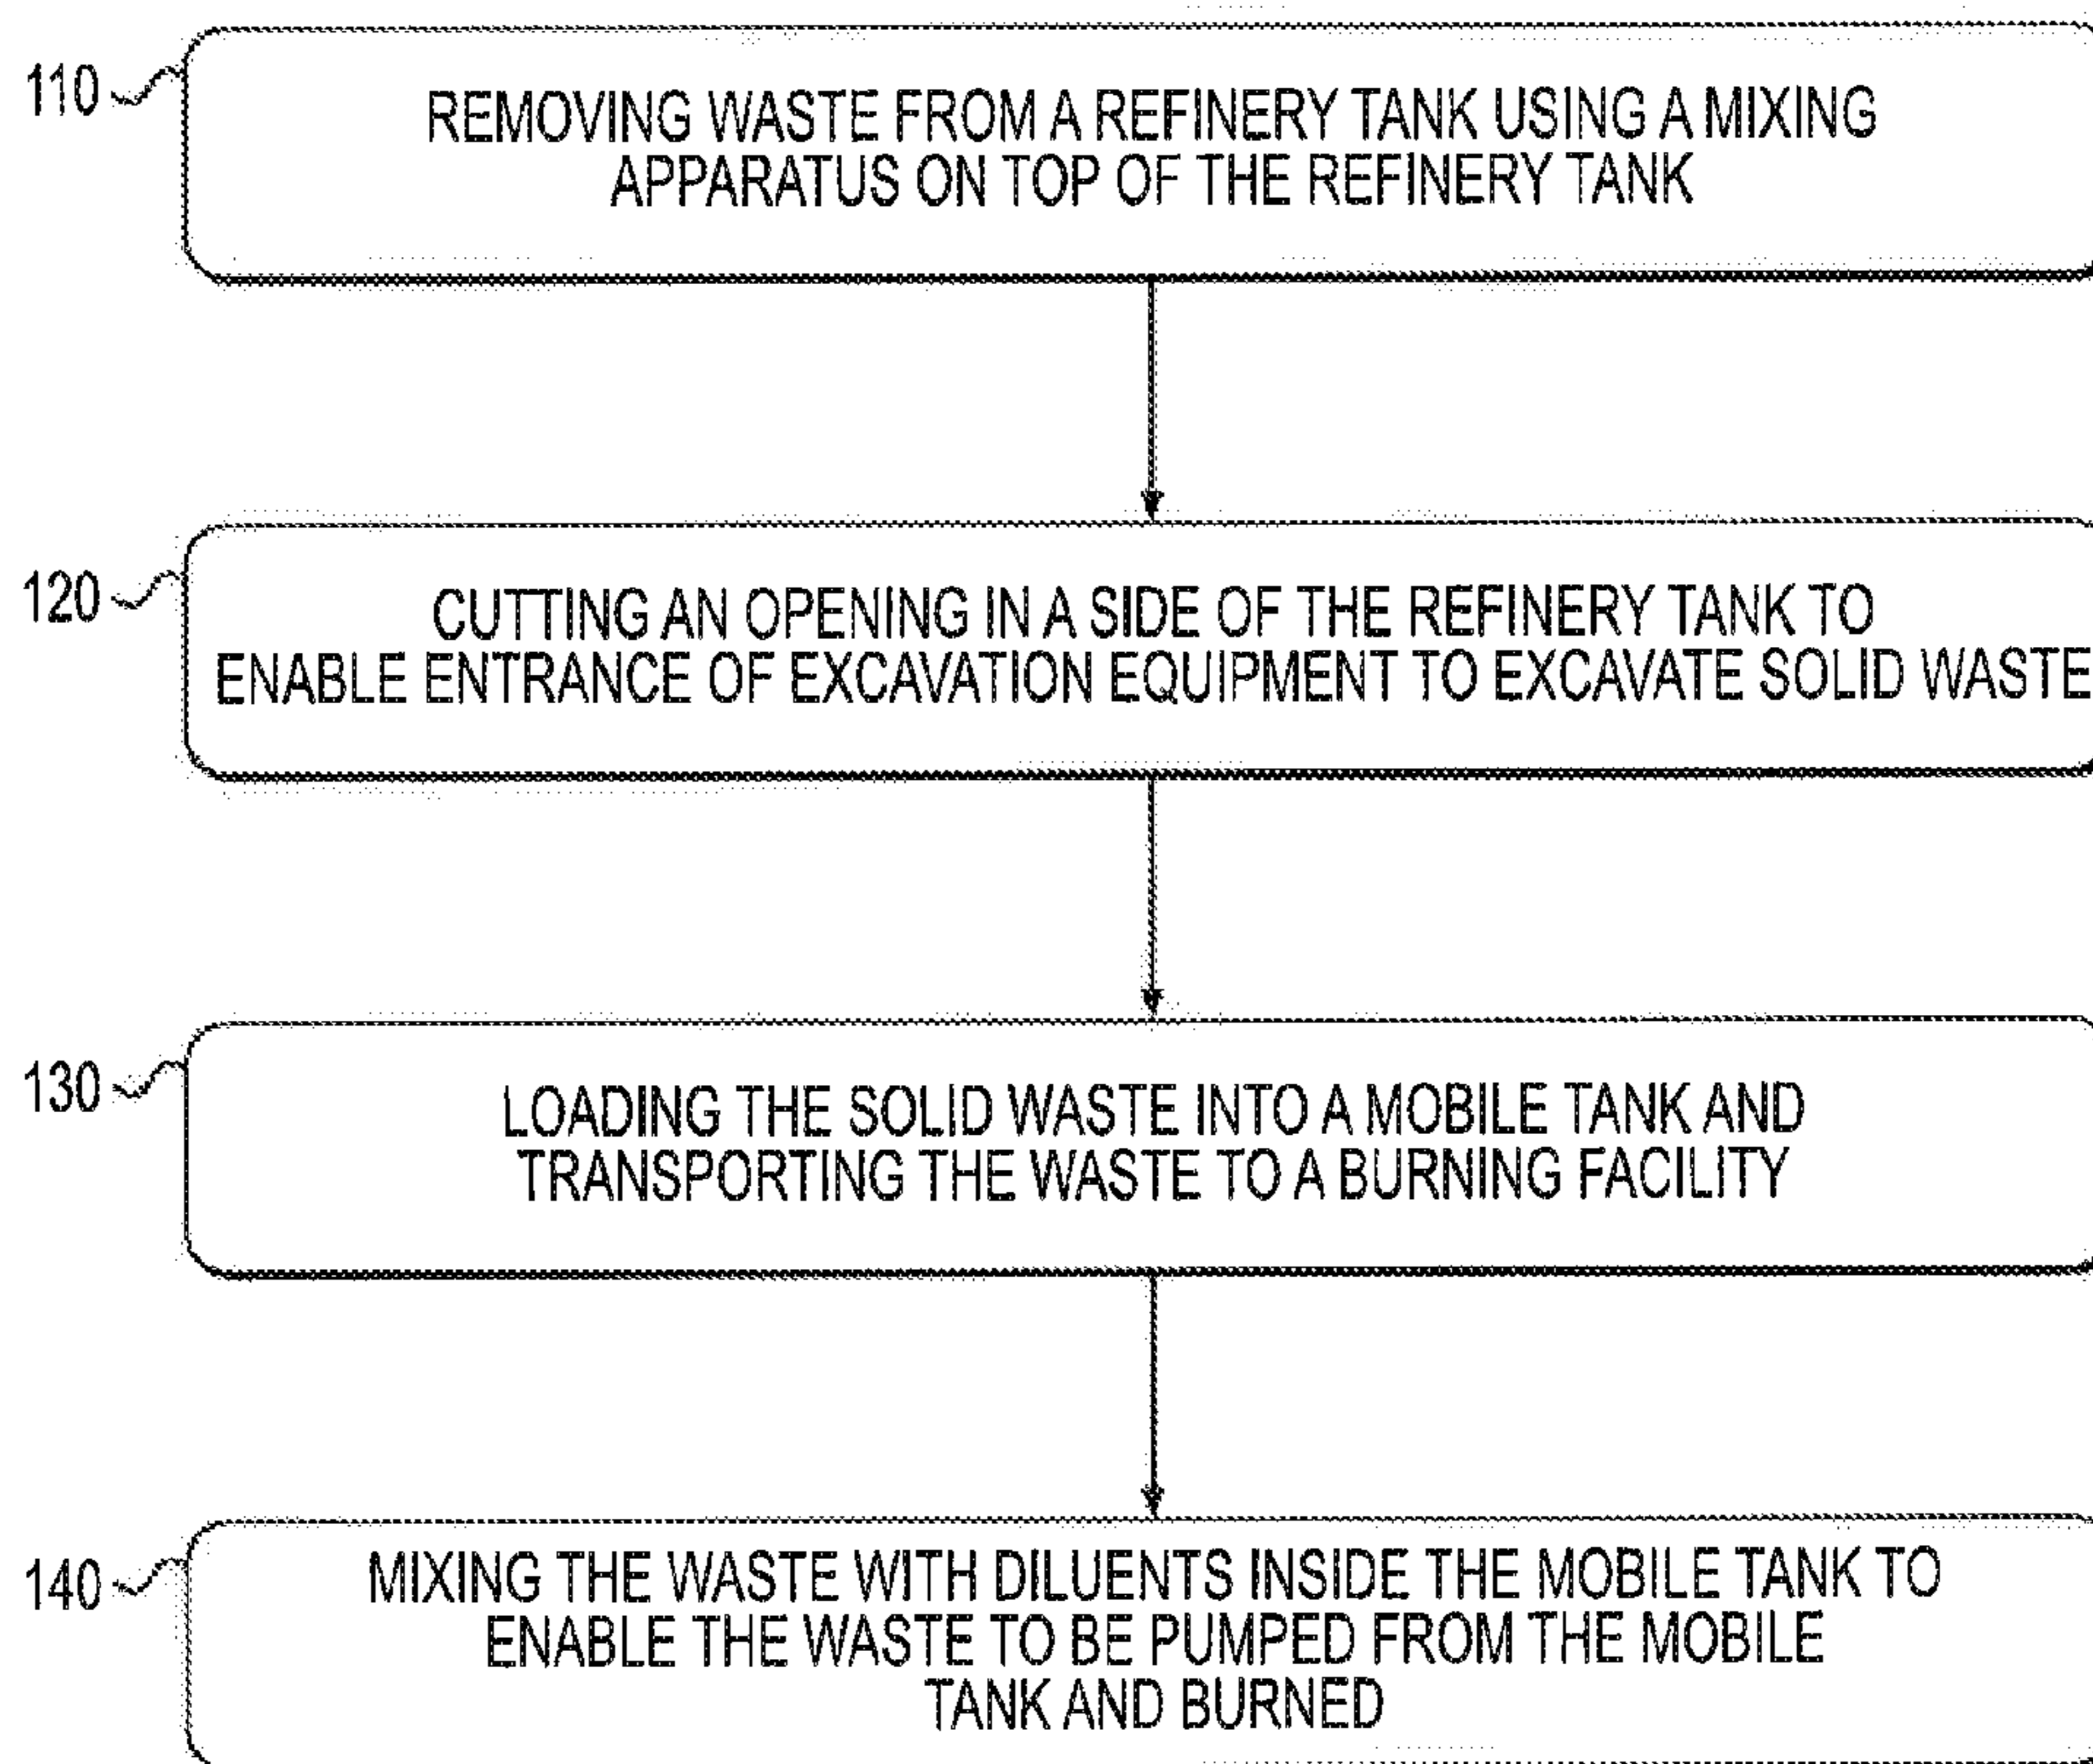 110
REMOVING WASTE FROM A REFINERY TANK USING A MIXING
APPARATUS ON TOP OF THE REFINERY TANK
120
CUTTING AN OPENING IN A SIDE OF THE REFINERY TANK TO
ENABLE ENTRANCE OF EXCAVATION EQUIPMENT TO EXCAVATE SOLID WASTE
130
LOADING THE SOLID WASTE INTO A MOBILE TANK AND
TRANSPORTING THE WASTE TO A BURNING FACILITY
140
MIXING THE WASTE WITH DILUENTS INSIDE THE MOBILE TANK TO
ENABLE THE WASTE TO BE PUMPED FROM THE MOBILE
TANK AND BURNED